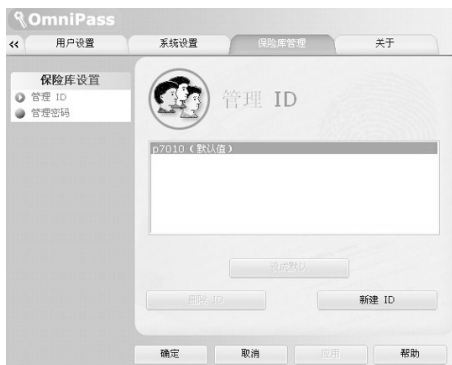 OmniPass
<< 用户设置 系统设置 保险库管理 关于
保险库设置
管理 ID
管理密码
管理 ID
p7010（默认值）
设成默认
删除 ID 新建 ID
确定 取消 应用 帮助